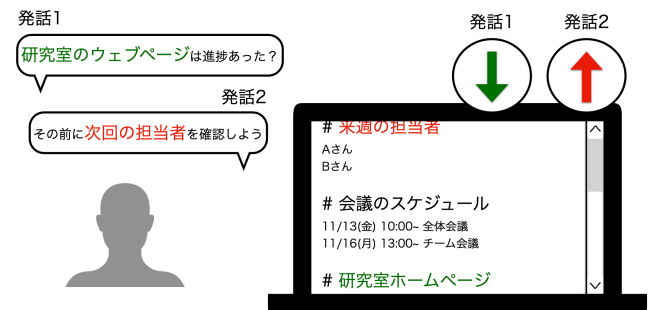 発話1
研究室のウェブページは進捗あった？
発話2
その前に次回の担当者を確認しよう
発話1
発話2
# 来週の担当者
Aさん
Bさん
# 会議のスケジュール
11/13(金) 10:00~ 全体会議
11/16(月) 13:00~ チーム会議
# 研究室ホームページ